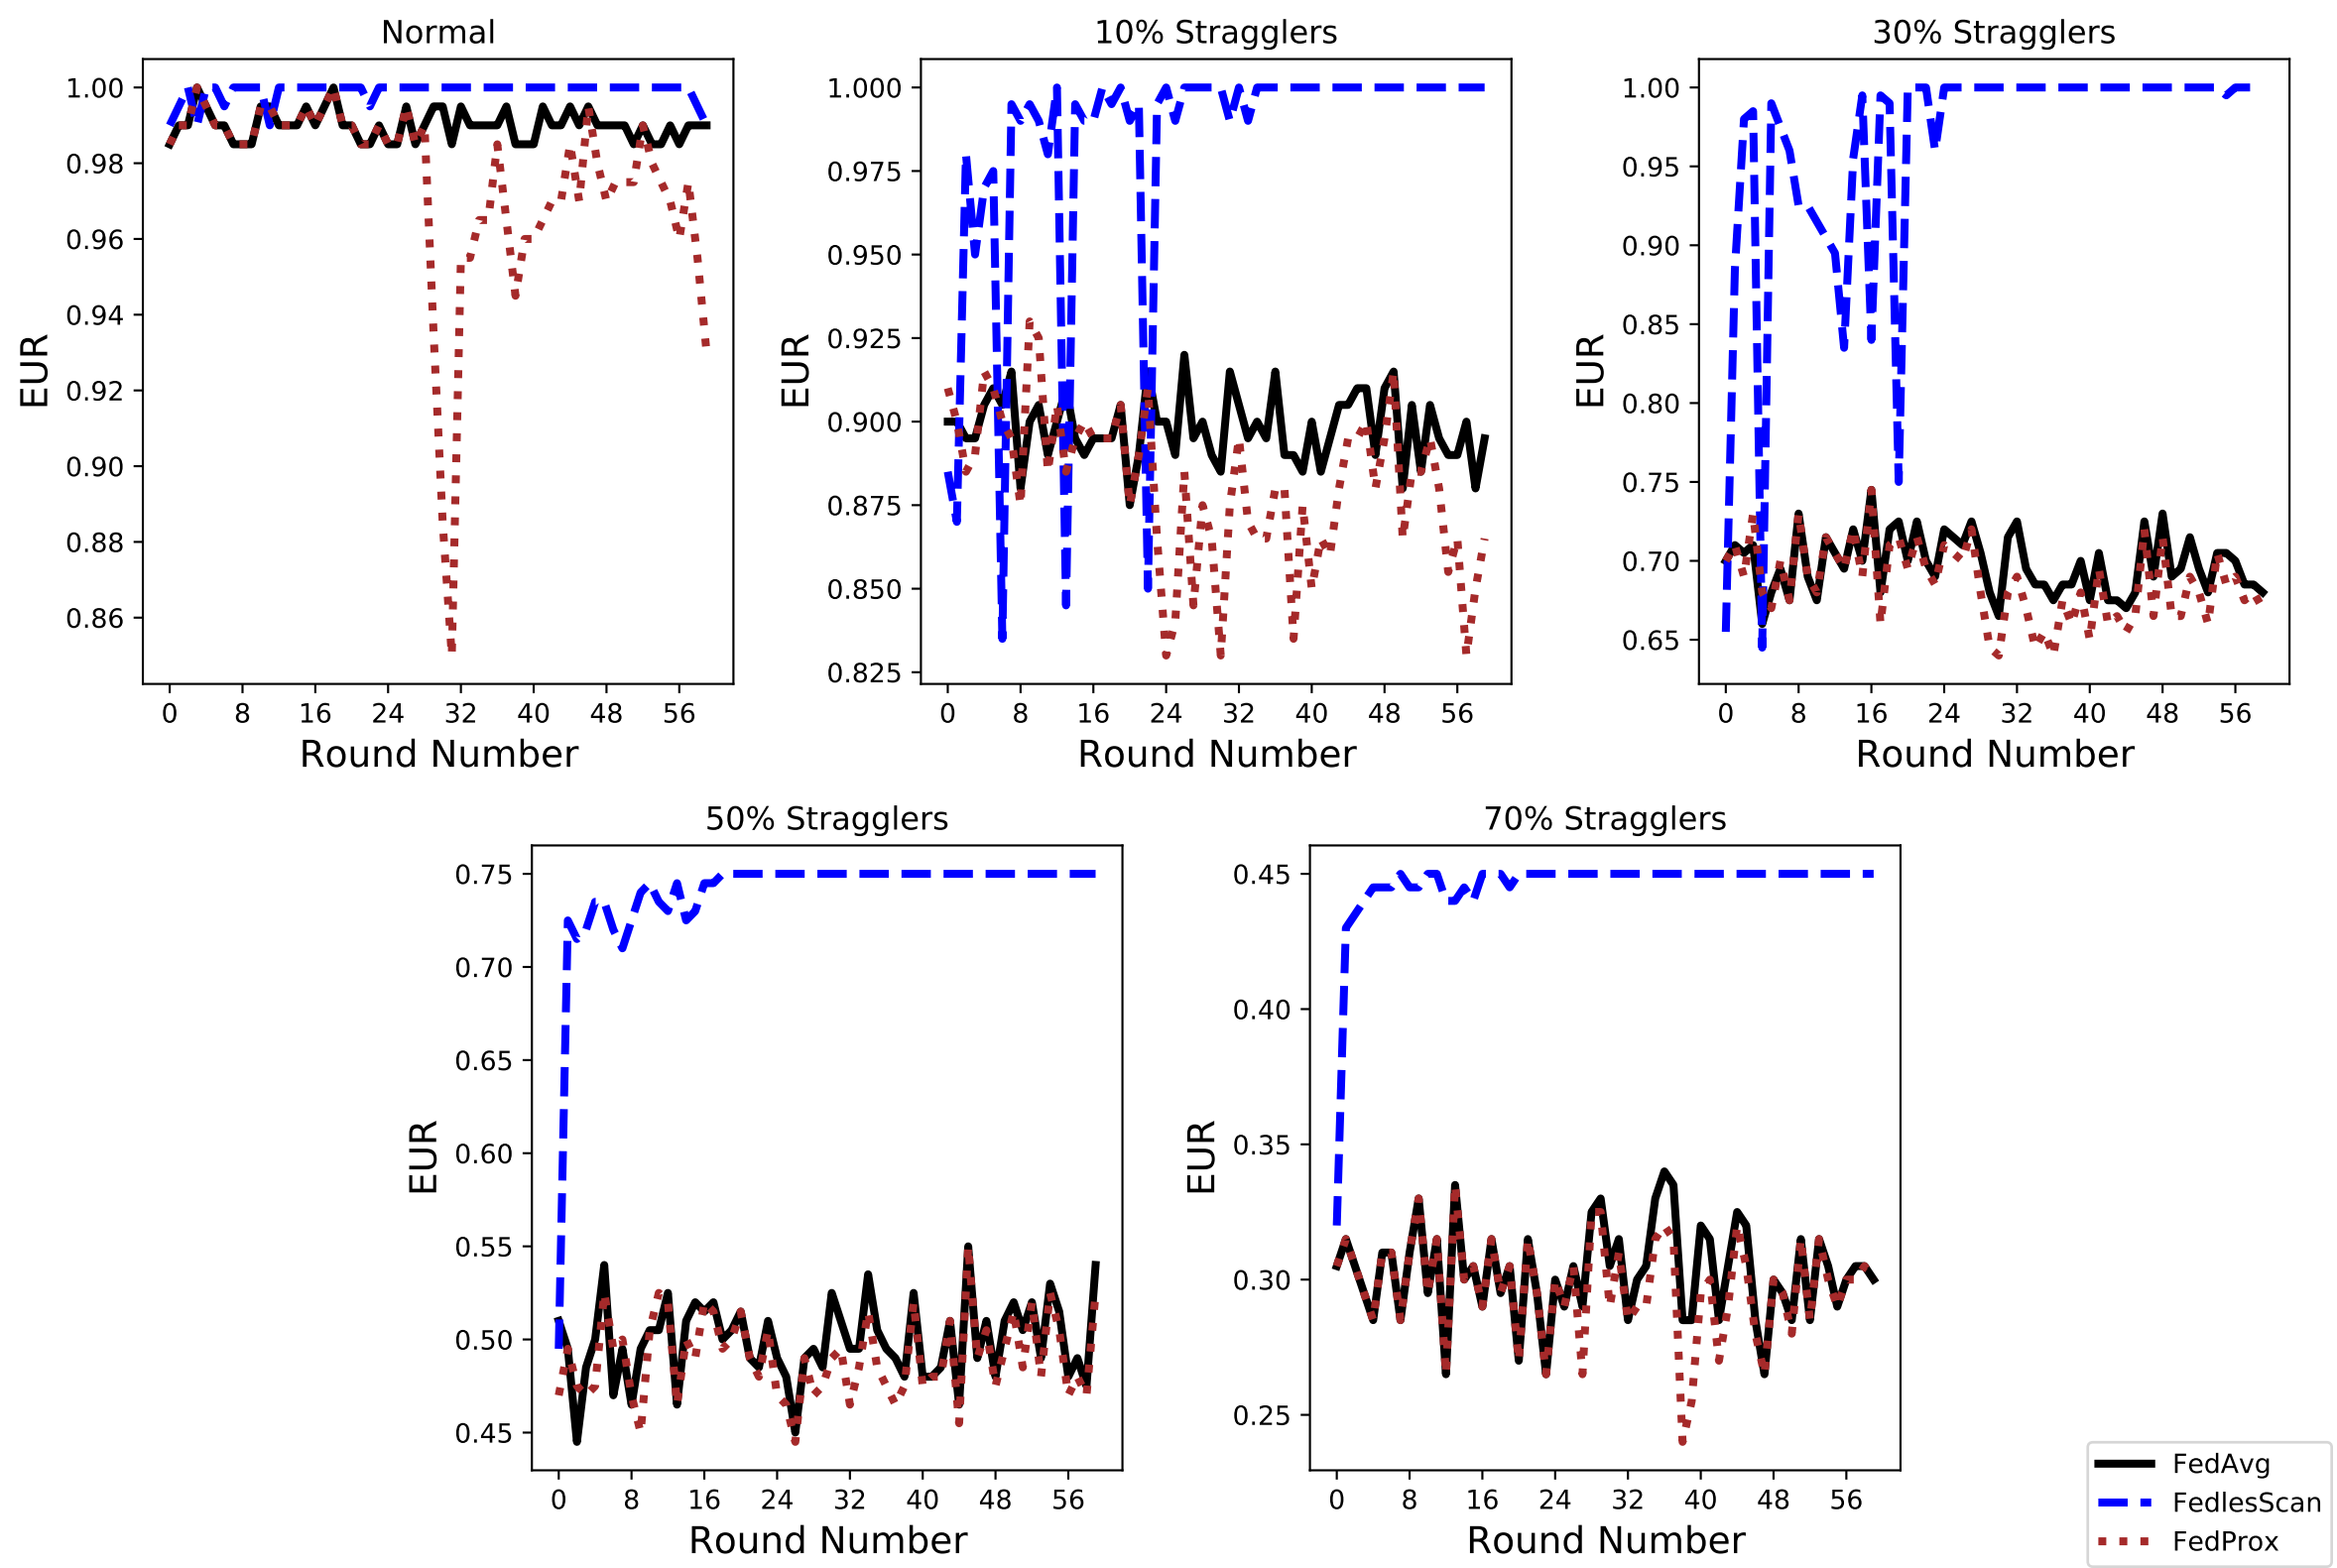 Normal
10% Stragglers
30% Stragglers
1.00
0.98
0.96
0.94
0.92
0.90
0.88
0.86
EUR
0 8 16 24 32 40 48 56
Round Number
1.000
0.975
0.950
0.925
0.900
0.875
0.850
0.825
EUR
0 8 16 24 32 40 48 56
Round Number
1.00
0.95
0.90
0.85
0.80
0.75
0.70
0.65
EUR
0 8 16 24 32 40 48 56
Round Number
50% Stragglers
70% Stragglers
0.75
0.70
0.65
0.60
0.55
0.50
0.45
EUR
0 8 16 24 32 40 48 56
Round Number
0.45
0.40
0.35
0.30
0.25
EUR
0 8 16 24 32 40 48 56
Round Number
FedAvg
FedlesScan
FedProx